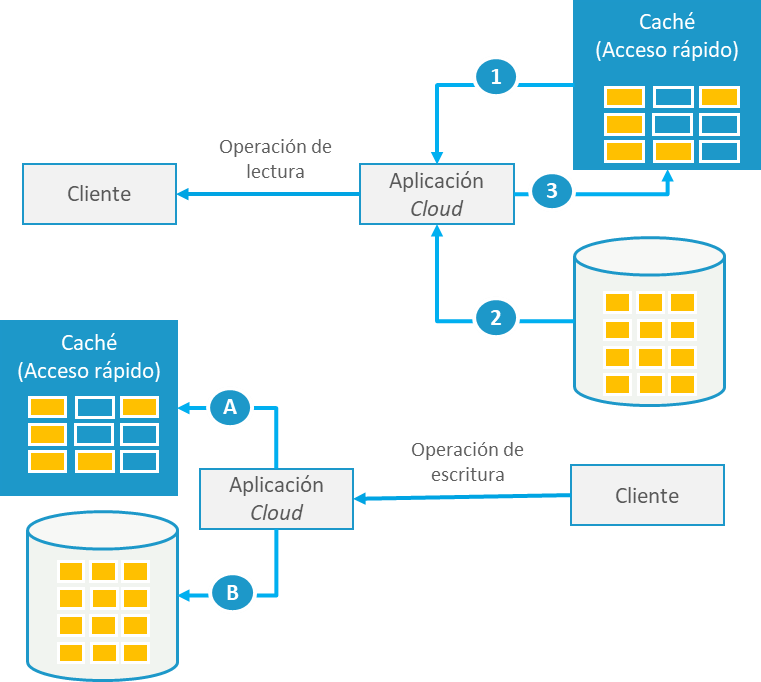 Caché
(Acceso rápido)
1
Operación de
lectura
Cliente
Aplicación
Cloud
3
2
Caché
(Acceso rápido)
A
Operación de
escritura
Aplicación
Cloud
Cliente
B